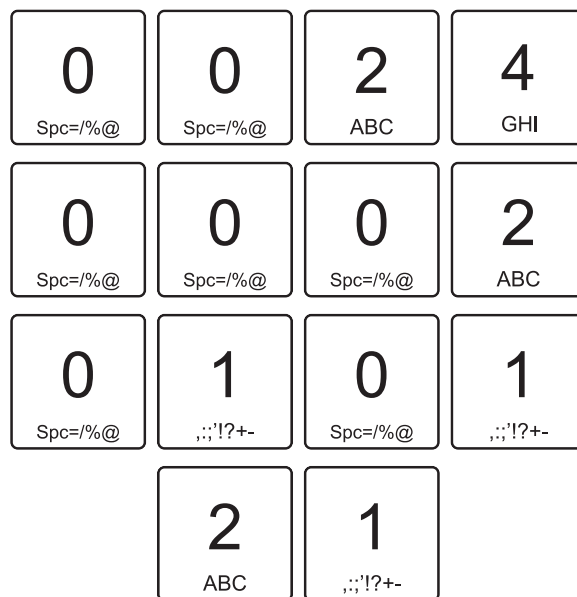 0 0 2 4
Spc=/%@ Spc=/%@ ABC GHI
0 0 0 2
Spc=/%@ Spc=/%@ Spc=/%@ ABC
0 1 0 1
Spc=/%@ ,:;'!?+- Spc=/%@ ,:;'!?+-
2 1
ABC ,:;'!?+-